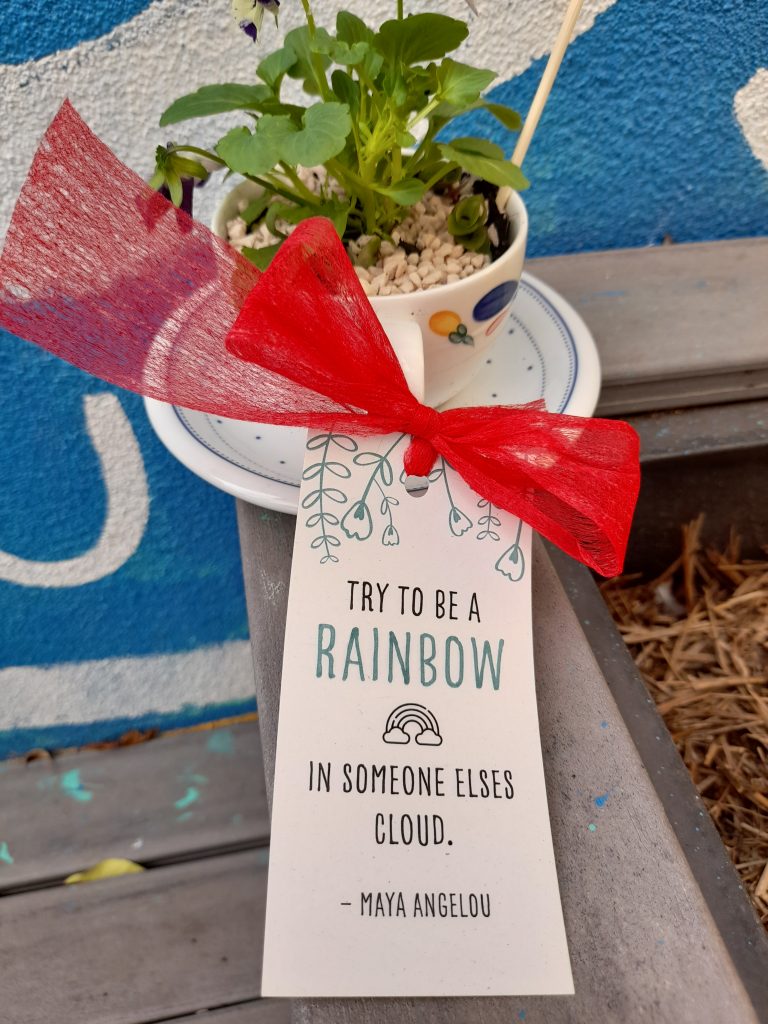 TRY TO BE A
RAINBOW
IN SOMEONE ELSES
CLOUD.
– MAYA ANGELOU